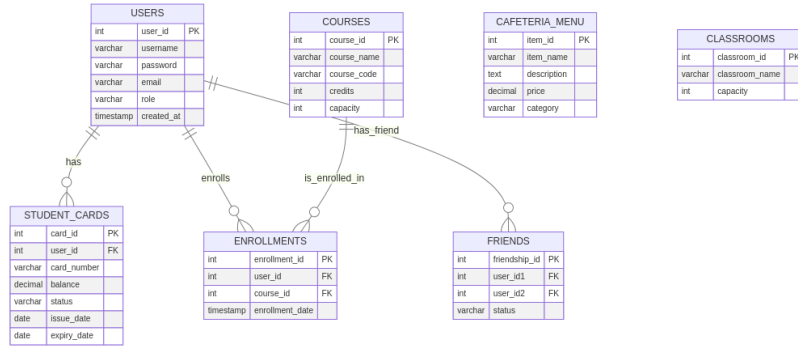 USERS
int user_id PK
varchar username
varchar password
varchar email
varchar role
timestamp created_at
COURSES
int course_id PK
varchar course_name
varchar course_code
int credits
int capacity
CAFETERIA_MENU
int item_id PK
varchar item_name
text description
decimal price
varchar category
CLASSROOMS
int classroom_id PK
varchar classroom_name
int capacity
has
enrolls
is_enrolled_in
has_friend
STUDENT_CARDS
int card_id PK
int user_id FK
varchar card_number
decimal balance
varchar status
date issue_date
date expiry_date
ENROLLMENTS
int enrollment_id PK
int user_id FK
int course_id FK
timestamp enrollment_date
FRIENDS
int friendship_id PK
int user_id1 FK
int user_id2 FK
varchar status